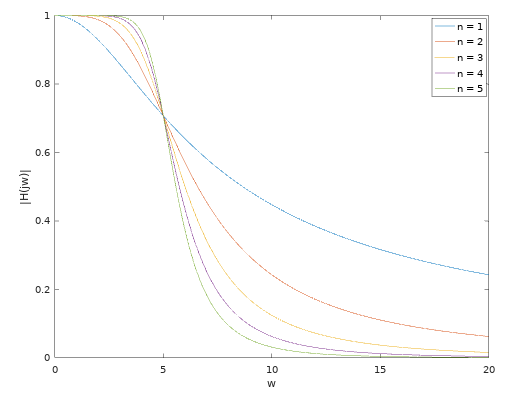 1
0.8
0.6
0.4
0.2
0
|H(jw)|
n = 1
n = 2
n = 3
n = 4
n = 5
0 5 10 15 20
w